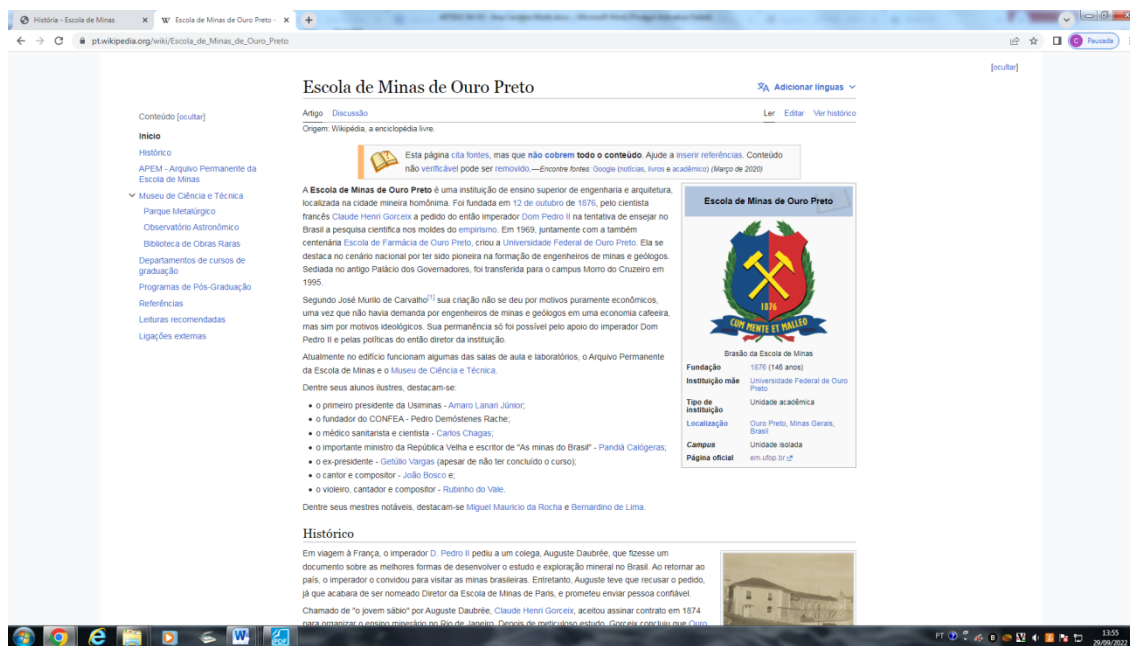 História - Escola de Minas
Escola de Minas de Ouro Preto -
pt.wikipedia.org/wiki/Escola_de_Minas_de_Ouro_Preto
Pausada
[ocultar]
Escola de Minas de Ouro Preto
Adicionar línguas
Conteúdo [ocultar]
Início
Histórico
APEM - Arquivo Permanente da
Escola de Minas
Museu de Ciência e Técnica
Parque Metalúrgico
Observatório Astronômico
Biblioteca de Obras Raras
Departamentos de cursos de
graduação
Programas de Pós-Graduação
Referências
Leituras recomendadas
Ligações externas
Artigo Discussão
Ler Editar Ver histórico
Origem: Wikipédia, a enciclopédia livre.
Esta página cita fontes, mas que não cobrem todo o conteúdo. Ajude a inserir referências. Conteúdo
não verificável pode ser removido.—Encontre fontes: Google (notícias, livros e acadêmico) (Março de
2020)
A Escola de Minas de Ouro Preto é uma instituição de ensino superior de engenharia e arquitetura,
localizada na cidade mineira homônima. Foi fundada em 12 de outubro de 1876, pelo cientista
francês Claude Henri Gorceix a pedido do então imperador Dom Pedro II na tentativa de ensejar no
Brasil a pesquisa científica nos moldes do empirismo. Em 1969, juntamente com a também
centenária Escola de Farmácia de Ouro Preto, criou a Universidade Federal de Ouro Preto. Ela se
destaca no cenário nacional por ter sido pioneira na formação de engenheiros de minas e geólogos.
Sediada no antigo Palácio dos Governadores, foi transferida para o campus Morro do Cruzeiro em
1995.
Segundo José Murilo de Carvalho[1] sua criação não se deu por motivos puramente econômicos,
uma vez que não havia demanda por engenheiros de minas e geólogos em uma economia cafeeira,
mas sim por motivos ideológicos. Sua permanência só foi possível pelo apoio do imperador Dom
Pedro II e pelas políticas do então diretor da instituição.
Atualmente no edifício funcionam algumas das salas de aula e laboratórios, o Arquivo Permanente
da Escola de Minas e o Museu de Ciência e Técnica.
Dentre seus alunos ilustres, destacam-se:
• o primeiro presidente da Usiminas - Amaro Lanari Júnior;
• o fundador do CONFEA - Pedro Demóstenes Rache;
• o médico sanitarista e cientista - Carlos Chagas;
• o importante ministro da República Velha e escritor de "As minas do Brasil" - Pandiá Calógeras;
• o ex-presidente - Getúlio Vargas (apesar de não ter concluído o curso);
• o cantor e compositor - João Bosco e;
• o violeiro, cantador e compositor - Rubinho do Vale.
Dentre seus mestres notáveis, destacam-se Miguel Maurício da Rocha e Bernardino de Lima.
Escola de Minas de Ouro Preto
1876
CUM MENTE ET MALLEO
Brasão da Escola de Minas
Fundação 1876 (146 anos)
Instituição mãe Universidade Federal de Ouro
Preto
Tipo de instituição Unidade acadêmica
Localização Ouro Preto, Minas Gerais,
Brasil
Campus Unidade isolada
Página oficial em.ufop.br
Histórico
Em viagem à França, o imperador D. Pedro II pediu a um colega, Auguste Daubrée, que fizesse um
documento sobre as melhores formas de desenvolver o estudo e exploração mineral no Brasil. Ao retornar ao
país, o imperador o convidou para visitar as minas brasileiras. Entretanto, Auguste teve que recusar o pedido,
já que acabara de ser nomeado Diretor da Escola de Minas de Paris, e prometeu enviar pessoa confiável.
Chamado de "o jovem sábio" por Auguste Daubrée, Claude Henri Gorceix, aceitou assinar contrato em 1874
para organizar o ensino minerário no Rio de Janeiro. Depois de meticuloso estudo, Gorceix concluiu que Ouro
PT
13:55
29/09/2022